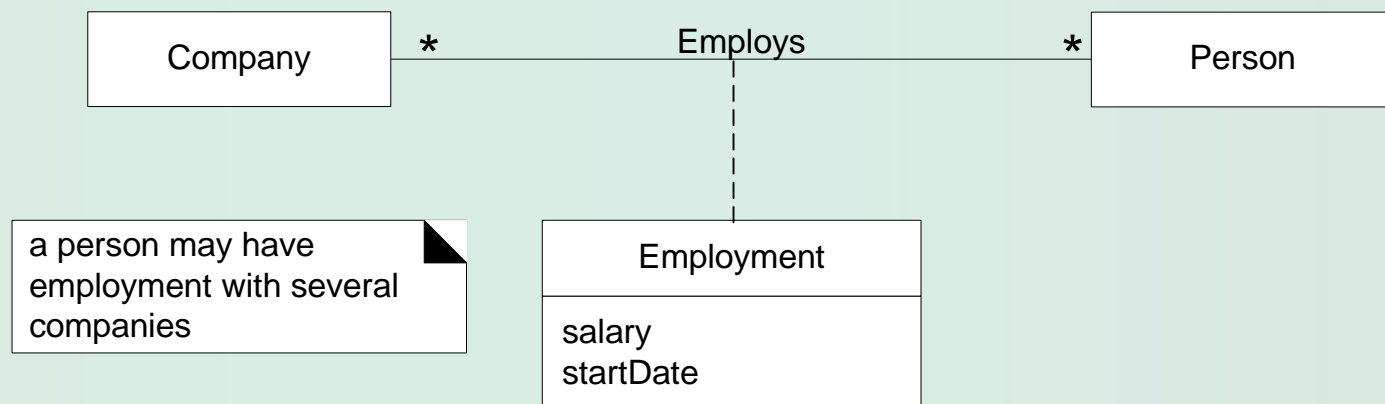 Company
*
Employs
*
Person
a person may have
employment with several
companies
Employment
salary
startDate